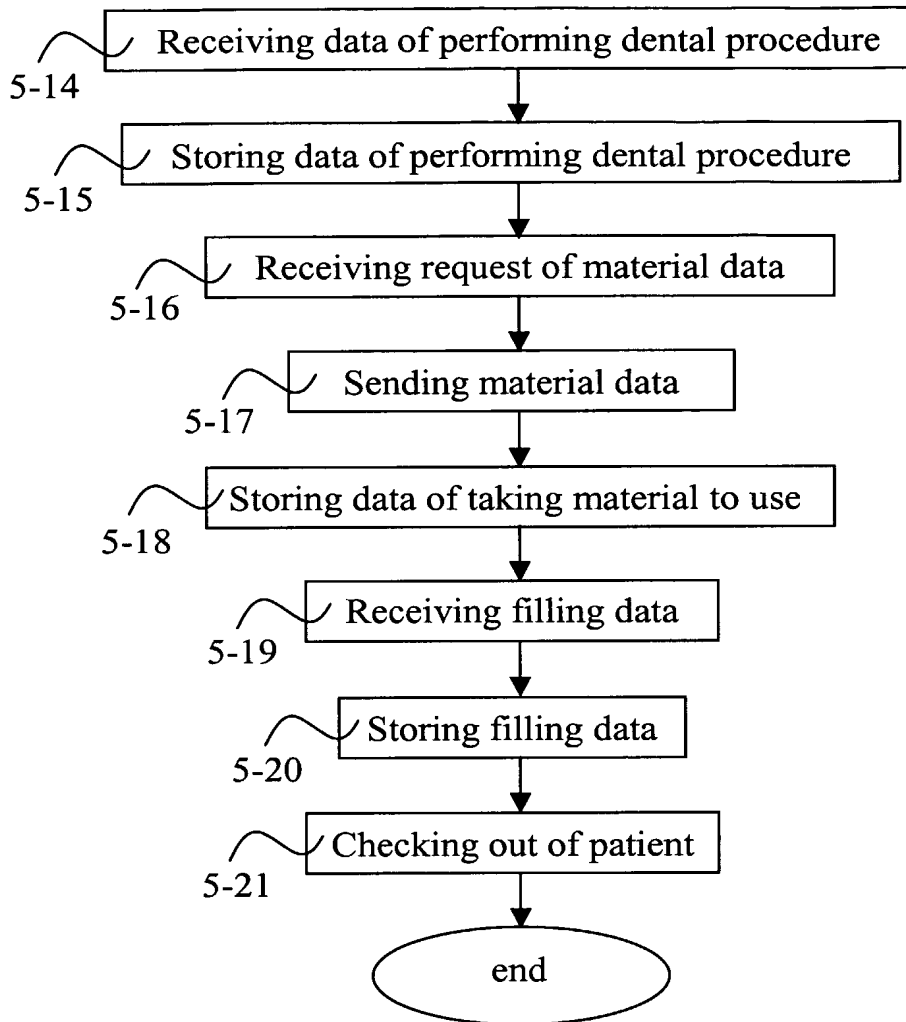 Receiving data of performing dental procedure
5-14
Storing data of performing dental procedure
5-15
Receiving request of material data
5-16
Sending material data
5-17
Storing data of taking material to use
5-18
Receiving filling data
5-19
Storing filling data
5-20
Checking out of patient
5-21
end